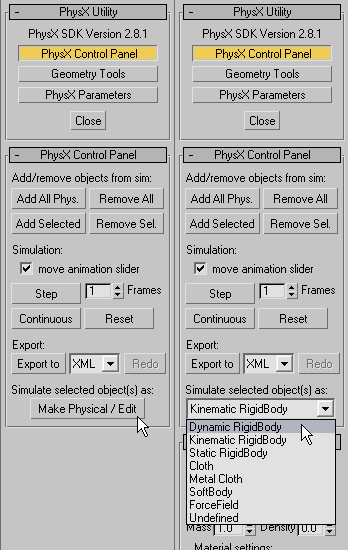 PhysX Utility
PhysX SDK Version 2.8.1
PhysX Control Panel
Geometry Tools
PhysX Parameters
Close
PhysX Control Panel
Add/remove objects from sim:
Add All Phys. Remove All
Add Selected Remove Sel.
Simulation:
move animation slider
Step 1 Frames
Continuous Reset
Export:
Export to XML Redo
Simulate selected object(s) as:
Make Physical / Edit
PhysX Utility
PhysX SDK Version 2.8.1
PhysX Control Panel
Geometry Tools
PhysX Parameters
Close
PhysX Control Panel
Add/remove objects from sim:
Add All Phys. Remove All
Add Selected Remove Sel.
Simulation:
move animation slider
Step 1 Frames
Continuous Reset
Export:
Export to XML Redo
Simulate selected object(s) as:
Kinematic RigidBody
Dynamic RigidBody
Kinematic RigidBody
Static RigidBody
Cloth
Metal Cloth
SoftBody
ForceField
Undefined
Mass 1.0 Density 0.0
Material settings: